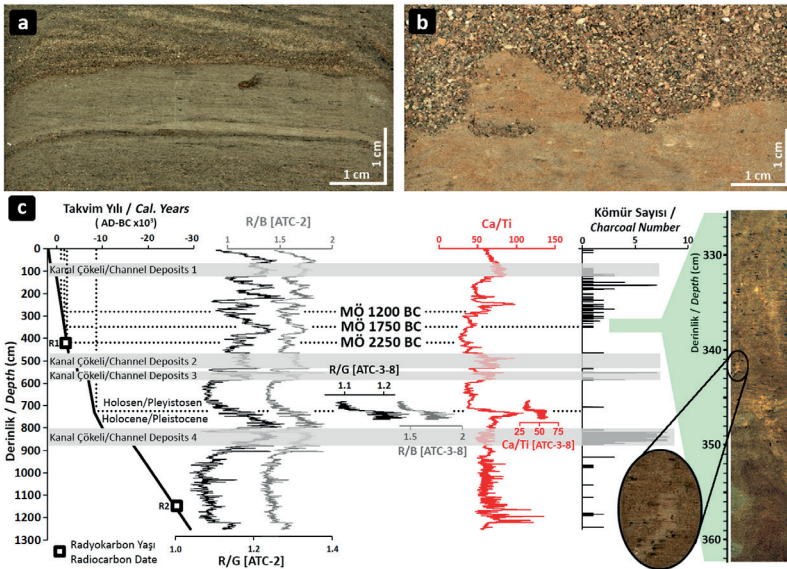 a
1 cm
1 cm
b
1 cm
1 cm
c
Takvim Yılı / Cal. Years
( AD-BC x10³)
R/B [ATC-2]
Ca/Ti
Kömür Sayısı /
Charcoal Number
0 -10 -20 -30
1 1.5 2
0 50 100 150
0 5 10
0
100
200
300
400
500
600
700
800
900
1000
1100
1200
1300
Derinlik / Depth (cm)
Kanal Çökeli/Channel Deposits 1
MÖ 1200 BC
MÖ 1750 BC
R1
MÖ 2250 BC
Kanal Çökeli/Channel Deposits 2
R/G [ATC-3-8]
Kanal Çökeli/Channel Deposits 3
1.1 1.2
Holosen/Pleyistosen
Holocene/Pleistocene
1.5 2
R/B [ATC-3-8]
25 50 75
Ca/Ti [ATC-3-8]
Kanal Çökeli/Channel Deposits 4
R2
Radyokarbon Yaşı
Radiocarbon Date
1.0 1.2 1.4
R/G [ATC-2]
Derinlik / Depth (cm)
330
340
350
360